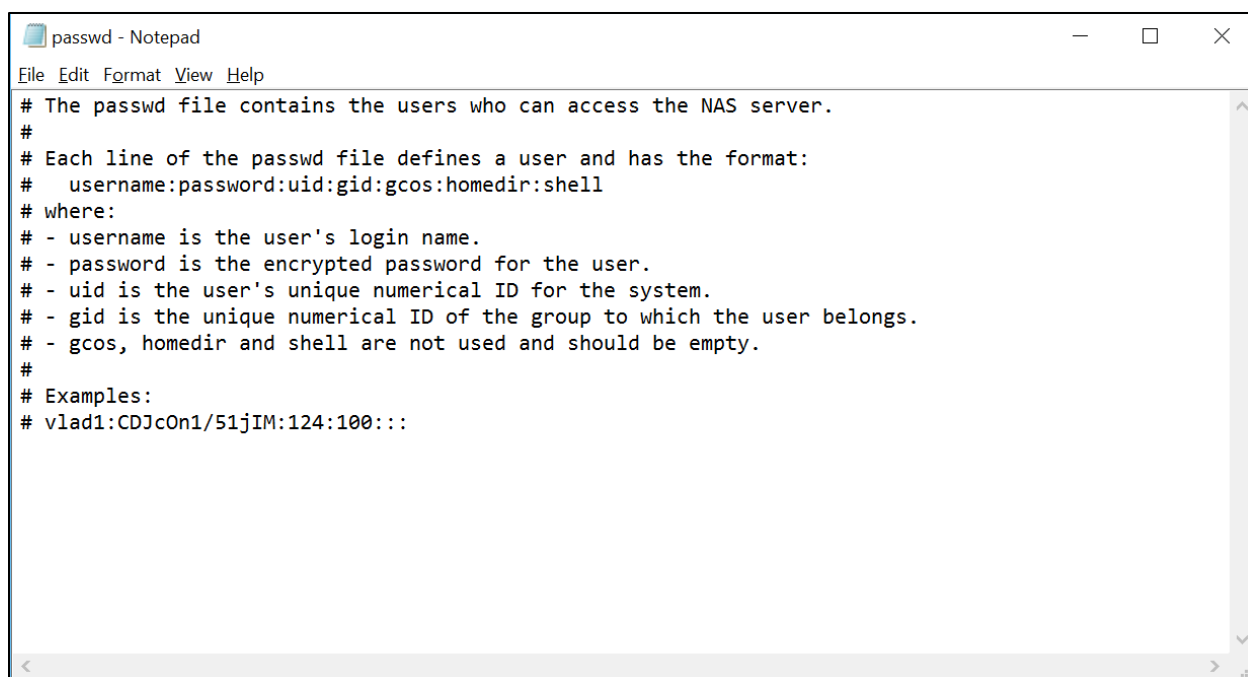 passwd - Notepad
File Edit Format View Help
# The passwd file contains the users who can access the NAS server.
#
# Each line of the passwd file defines a user and has the format:
#   username:password:uid:gid:gcos:homedir:shell
# where:
# - username is the user's login name.
# - password is the encrypted password for the user.
# - uid is the user's unique numerical ID for the system.
# - gid is the unique numerical ID of the group to which the user belongs.
# - gcos, homedir and shell are not used and should be empty.
#
# Examples:
# vlad1:CDJcOn1/51jIM:124:100:::